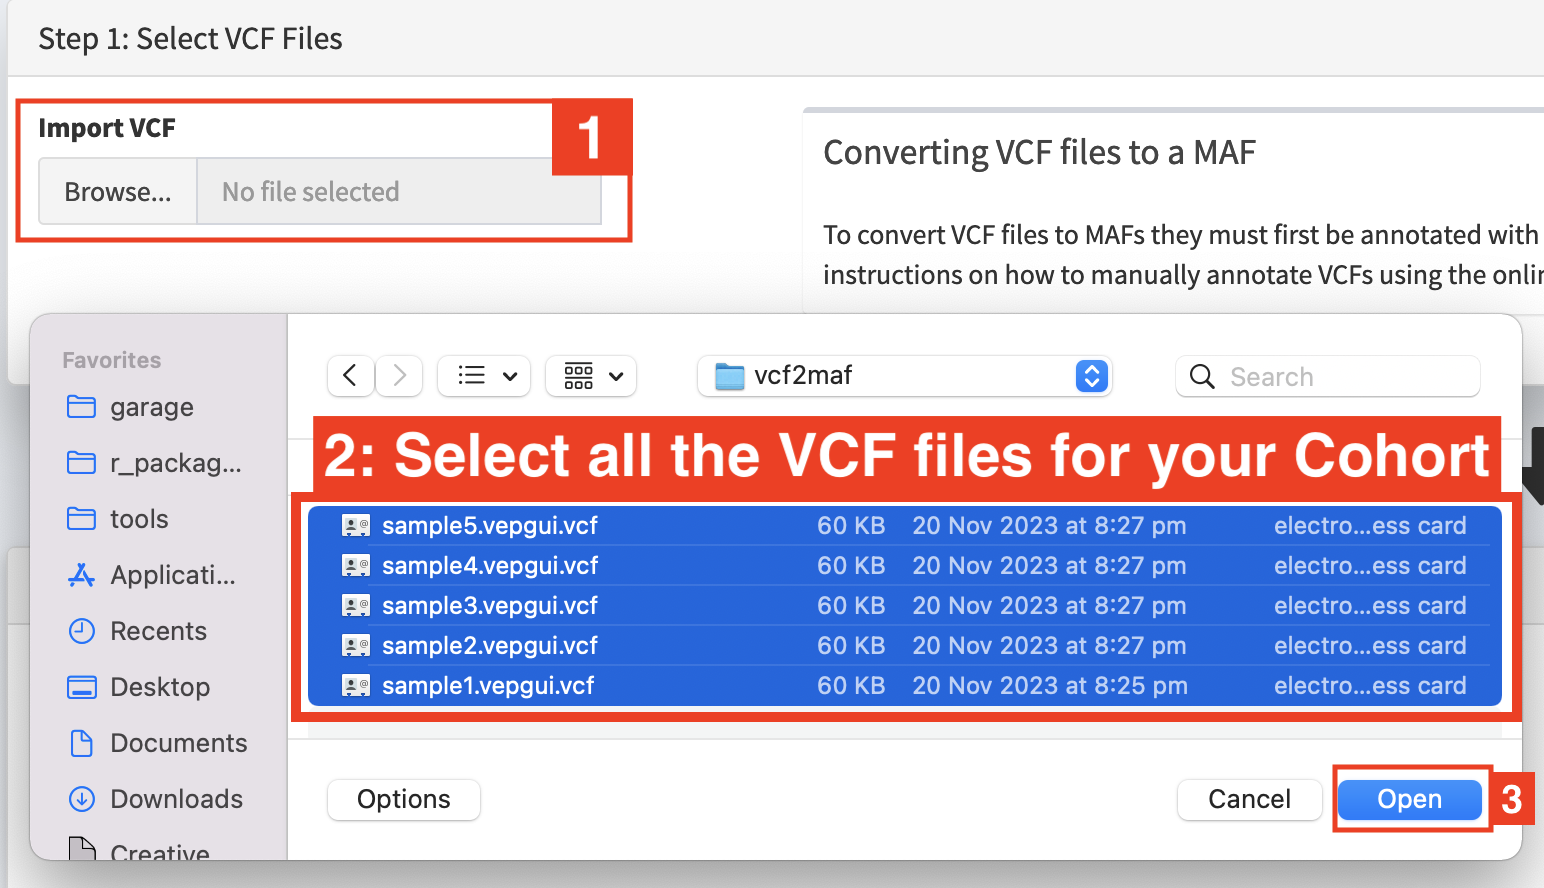 Step 1: Select VCF Files
Import VCF
1
Browse...
No file selected
Converting VCF files to a MAF
To convert VCF files to MAFs they must first be annotated with
instructions on how to manually annotate VCFs using the
Favorites
garage
r_packag...
tools
Applicati...
Recents
Desktop
Documents
Downloads
Creative
vcf2maf
Search
2: Select all the VCF files for your Cohort
sample5.vepgui.vcf 60 KB 20 Nov 2023 at 8:27 pm electro...ess card
sample4.vepgui.vcf 60 KB 20 Nov 2023 at 8:27 pm electro...ess card
sample3.vepgui.vcf 60 KB 20 Nov 2023 at 8:27 pm electro...ess card
sample2.vepgui.vcf 60 KB 20 Nov 2023 at 8:27 pm electro...ess card
sample1.vepgui.vcf 60 KB 20 Nov 2023 at 8:25 pm electro...ess card
Options
Cancel
Open
3